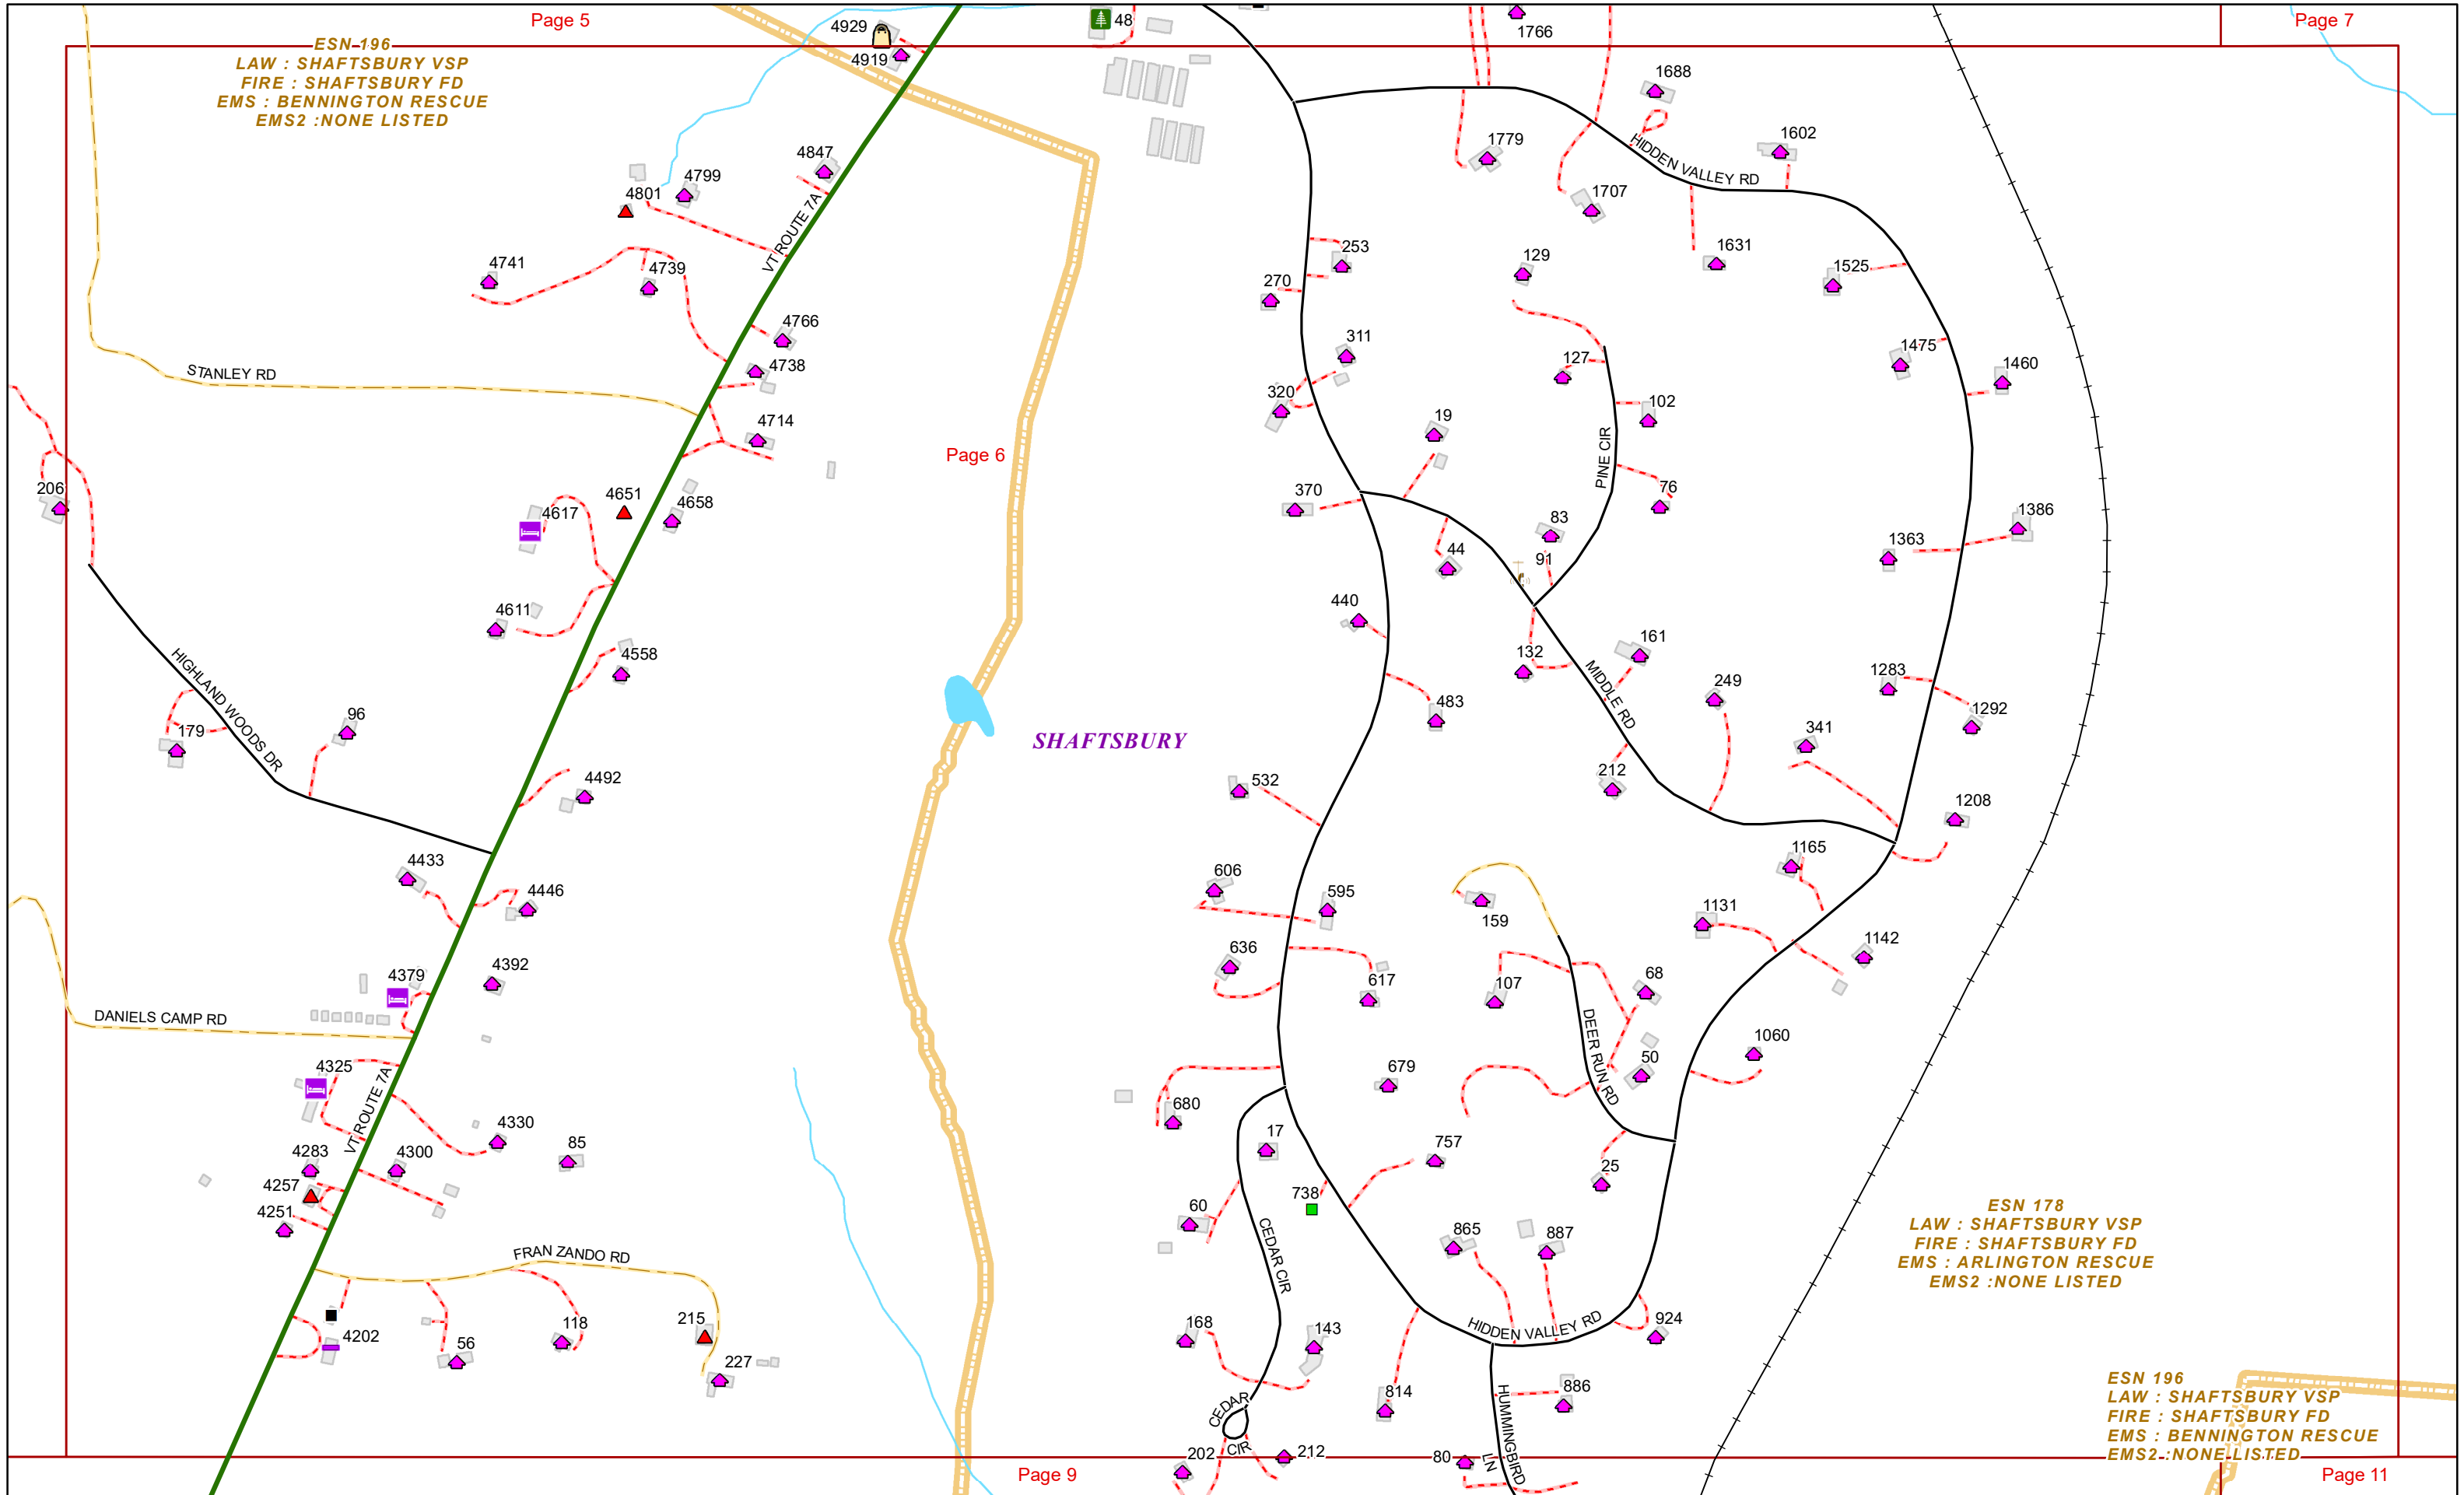 Page 5
4929
48
Page 7
1766
4919
ESN 196
LAW : SHAFTSBURY VSP
FIRE : SHAFTSBURY FD
EMS : BENNINGTON RESCUE
EMS2 :NONE LISTED
1688
1602
HIDDEN VALLEY RD
1779
4847
4799
4801
1707
VT ROUTE 7A
253
129
1631
1525
270
4741
4739
4766
311
1475
1460
4738
127
STANLEY RD
320
102
19
4714
Page 6
PINE CIR
206
370
76
4651
4658
4617
83
1386
1363
44
91
4611
440
161
132
4558
MIDDLE RD
HIGHLAND WOODS DR
249
1283
483
1292
96
179
341
SHAFTSBURY
212
532
4492
1208
4433
1165
606
595
4446
159
1131
1142
636
4392
4379
617
107
68
DANIELS CAMP RD
DEER RUN RD
1060
50
4325
679
VT ROUTE 7A
680
4330
17
85
4283
4300
757
25
4257
738
60
4251
ESN 178
LAW : SHAFTSBURY VSP
FIRE : SHAFTSBURY FD
EMS : ARLINGTON RESCUE
EMS2 :NONE LISTED
CEDAR CIR
865
887
FRAN ZANDO RD
215
118
168
143
HIDDEN VALLEY RD
924
4202
56
227
814
886
ESN 196
LAW : SHAFTSBURY VSP
FIRE : SHAFTSBURY FD
EMS : BENNINGTON RESCUE
EMS2 :NONE LISTED
CEDAR
CIR
HUMMINGBIRD
LN
202
212
80
Page 9
Page 11